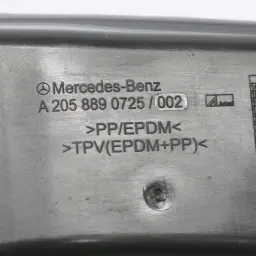 Mercedes-Benz
A 205 889 0725 / 002
>PP/EPDM<
>TPV(EPDM+PP)<